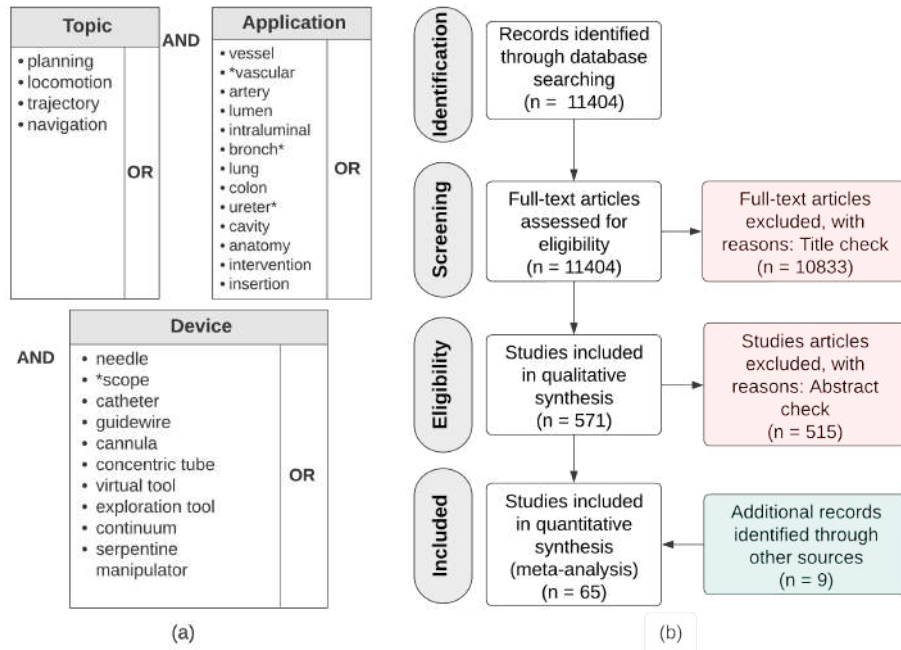 Topic
• planning
• locomotion
• trajectory
• navigation
OR
AND
Application
• vessel
• *vascular
• artery
• lumen
• intraluminal
• bronch*
• lung
• colon
• ureter*
• cavity
• anatomy
• intervention
• insertion
OR
AND
Device
• needle
• *scope
• catheter
• guidewire
• cannula
• concentric tube
• virtual tool
• exploration tool
• continuum
• serpentine
manipulator
OR
(a)
Identification
Records identified
through database
searching
(n = 11404)
Screening
Full-text articles
assessed for
eligibility
(n = 11404)
Full-text articles
excluded, with
reasons: Title check
(n = 10833)
Eligibility
Studies included
in qualitative
synthesis
(n = 571)
Studies articles
excluded, with
reasons: Abstract
check
(n = 515)
Included
Studies included
in quantitative
synthesis
(meta-analysis)
(n = 65)
Additional records
identified through
other sources
(n = 9)
(b)